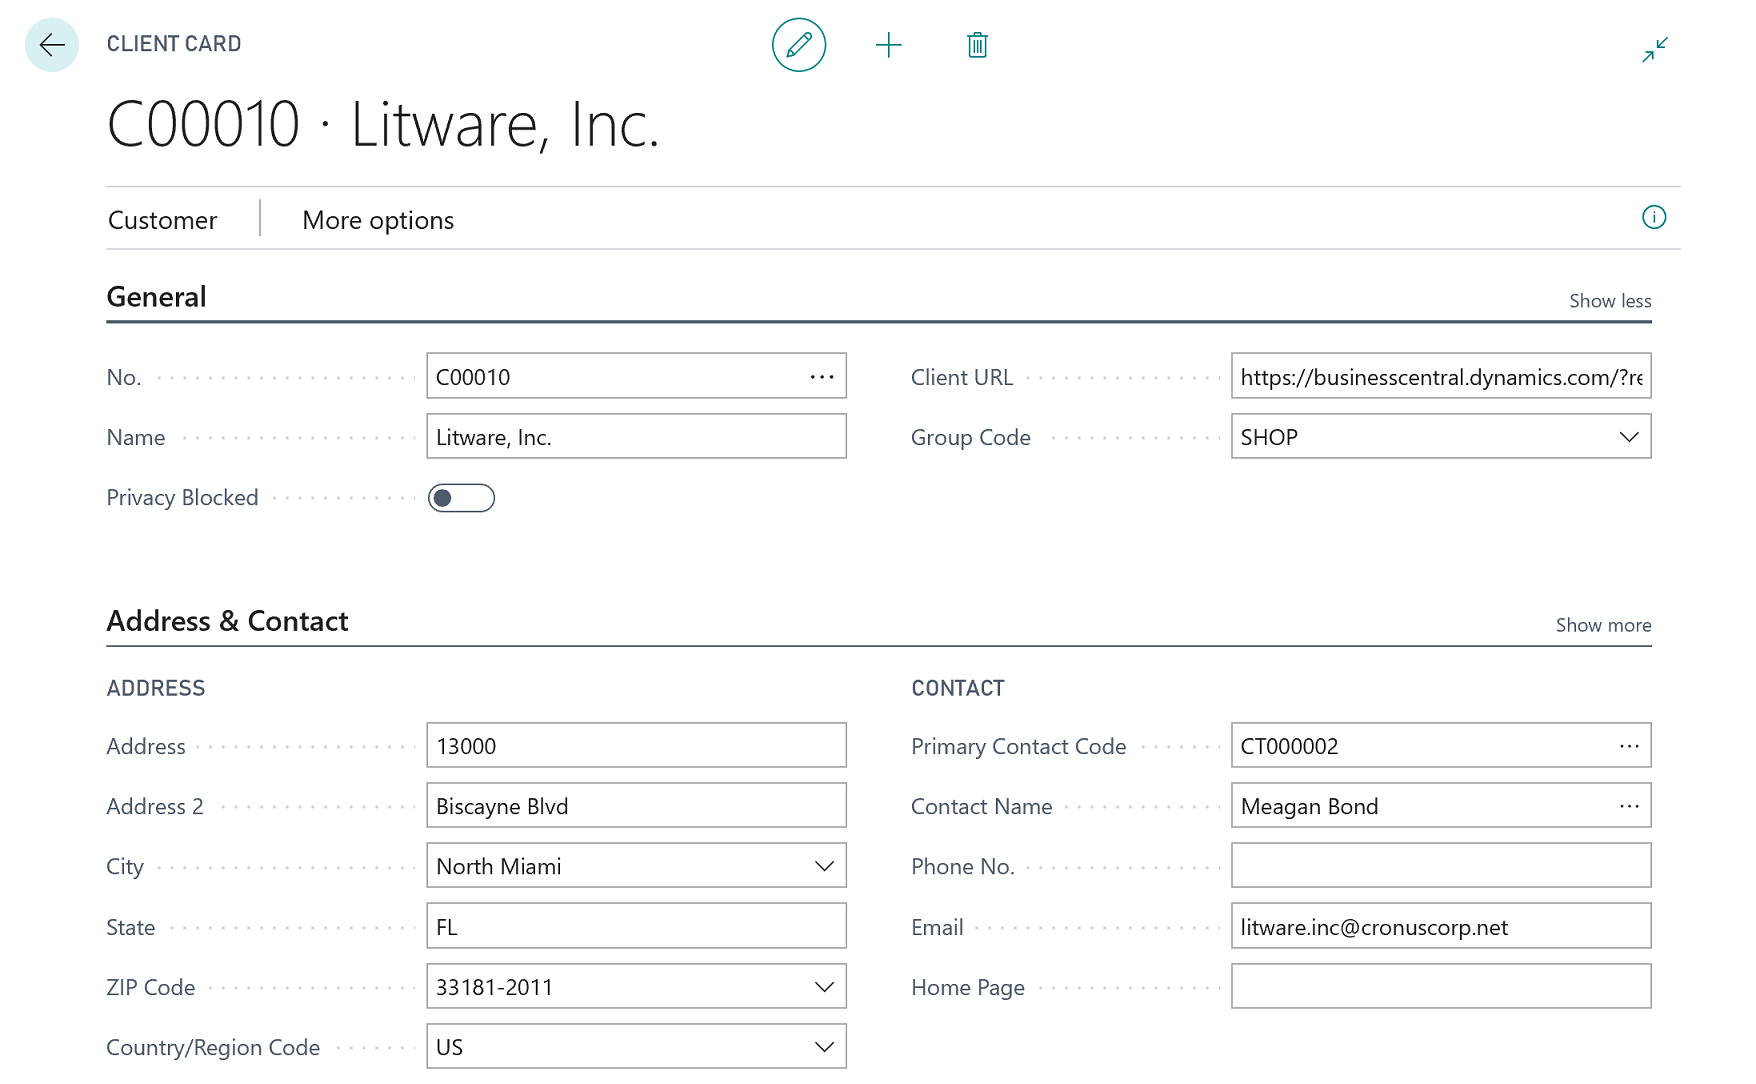 CLIENT CARD
C00010 · Litware, Inc.
Customer
More options
General
Show less
No.
C00010
Client URL
https://businesscentral.dynamics.com/?re
Name
Litware, Inc.
Group Code
SHOP
Privacy Blocked
Address & Contact
Show more
ADDRESS
CONTACT
Address
13000
Primary Contact Code
CT000002
Address 2
Biscayne Blvd
Contact Name
Meagan Bond
City
North Miami
Phone No.
State
FL
Email
litware.inc@cronuscorp.net
ZIP Code
33181-2011
Home Page
Country/Region Code
US